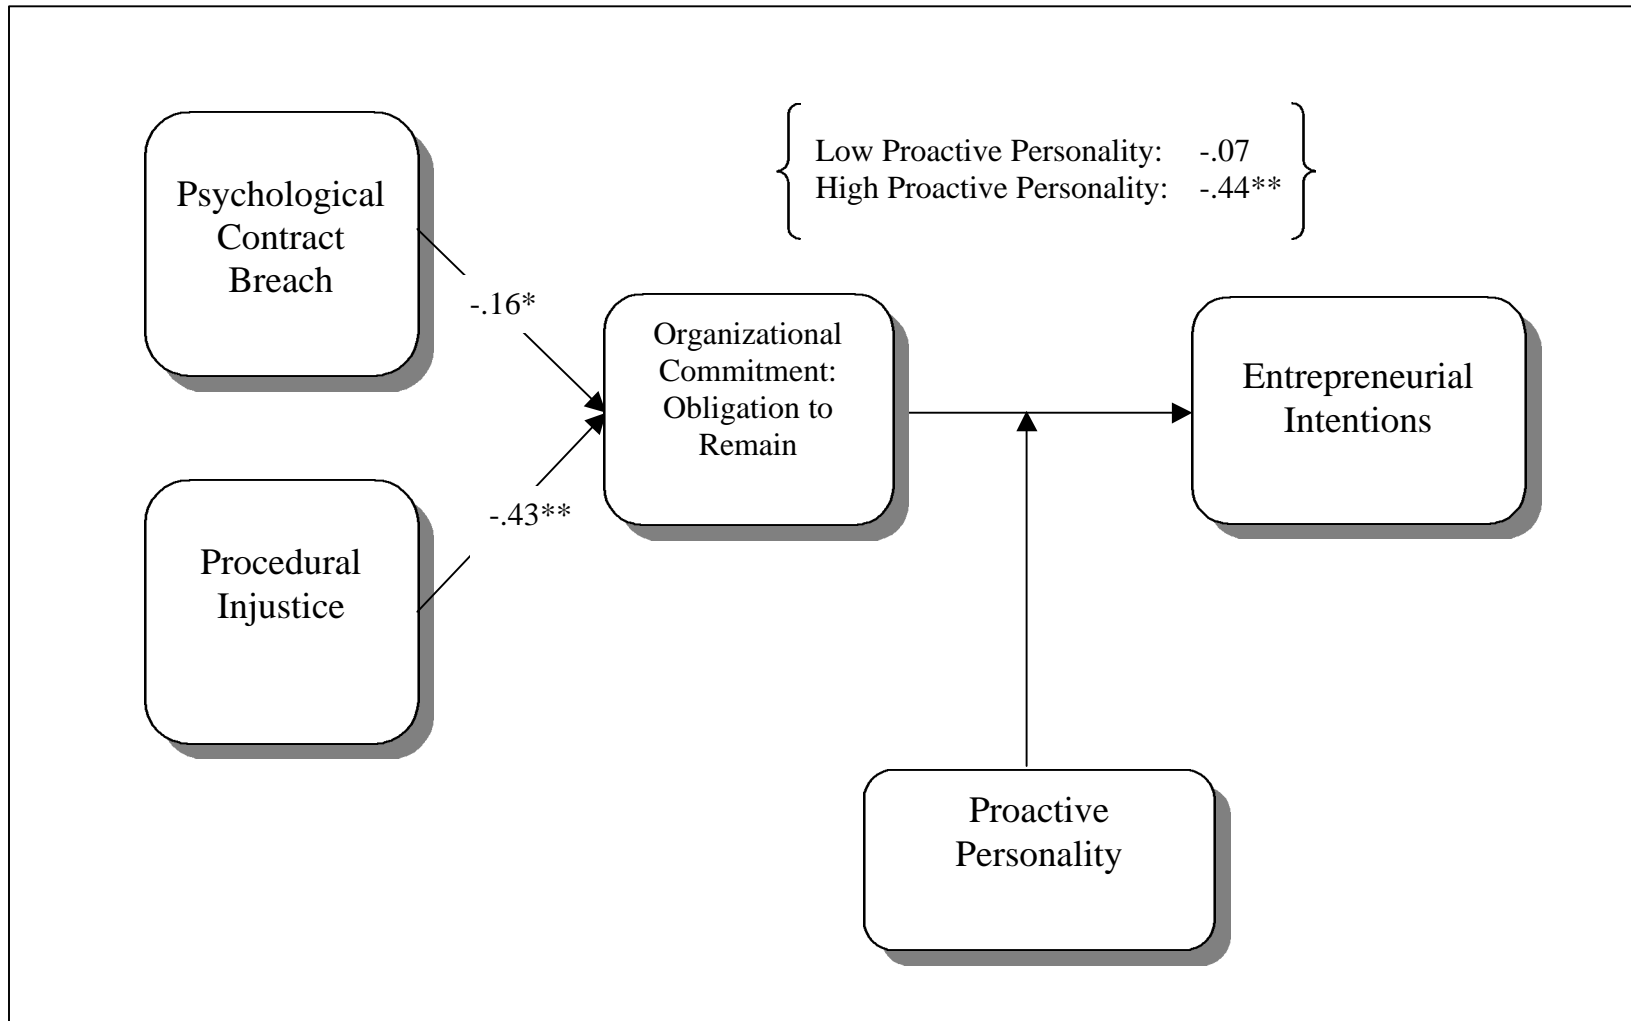 Low Proactive Personality: -.07
High Proactive Personality: -.44**
Psychological
Contract
Breach
-.16*
Organizational
Commitment:
Obligation to
Remain
Entrepreneurial
Intentions
-.43**
Procedural
Injustice
Proactive
Personality